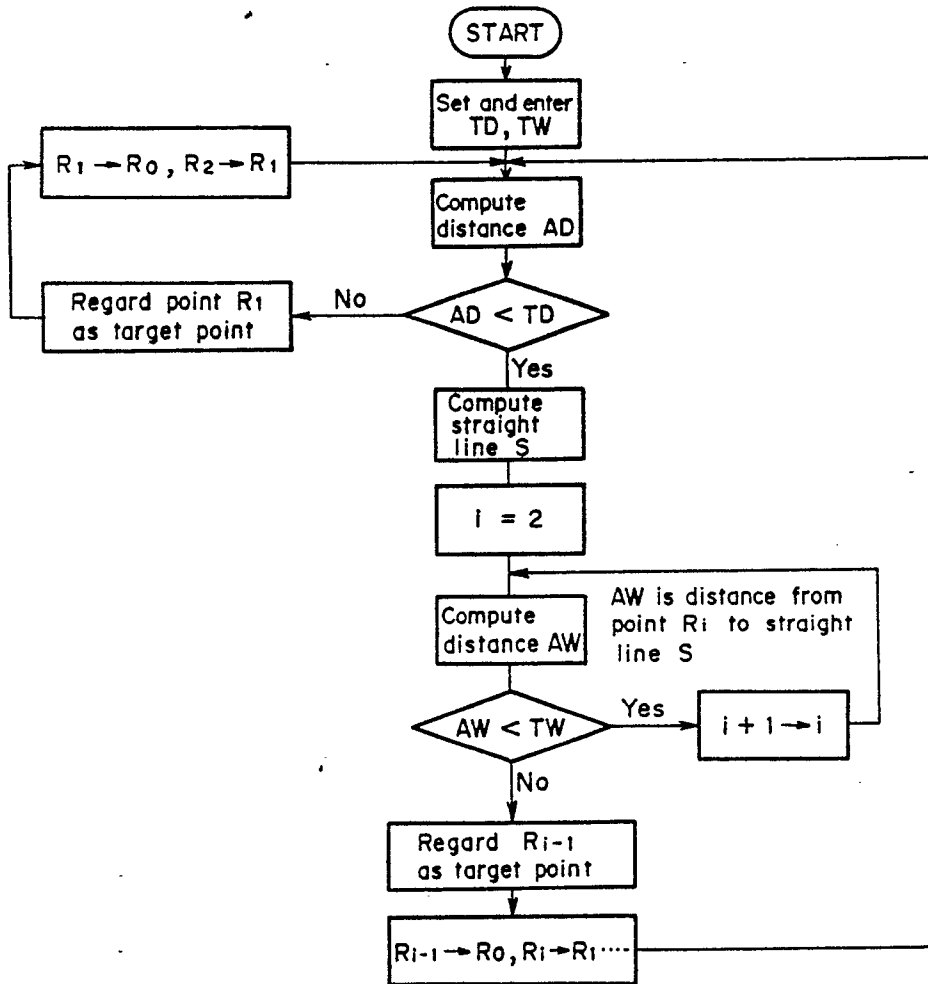 START
Set and enter
TD, TW
R1 → R0 , R2 → R1
Compute
distance AD
Regard point R1
as target point
No
AD < TD
Yes
Compute
straight
line S
i = 2
Compute
distance AW
AW is distance from
point Ri to straight
line S
AW < TW
Yes
i + 1 → i
No
Regard Ri-1
as target point
Ri-1 → R0, Ri → R1 ····